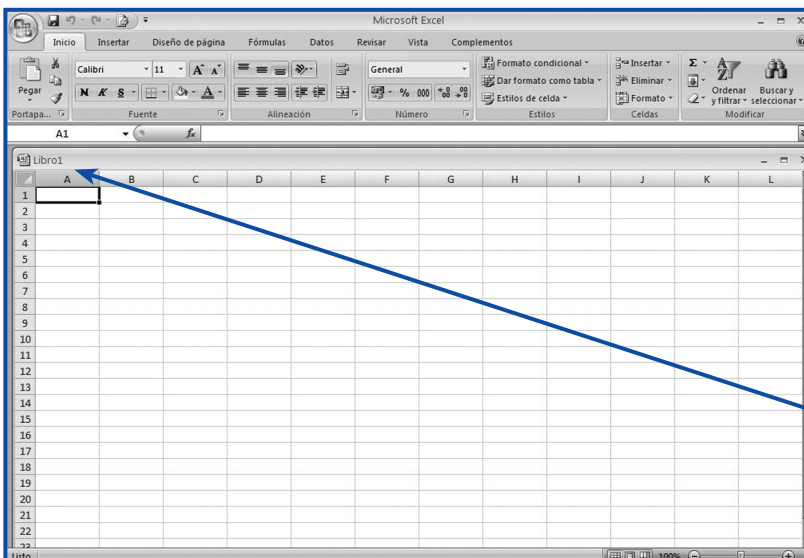 Microsoft Excel
Inicio Insertar Diseño de página Fórmulas Datos Revisar Vista Complementos
Pegar
Calibri 11 A A
N K S A
General
% 000
Formato condicional
Dar formato como tabla
Estilos de celda
Insertar
Eliminar
Formato
Σ
Ordenar y filtrar
Buscar y seleccionar
Portapa... Fuente Alineación Número Estilos Celdas Modificar
A1 fx
Libro1
A B C D E F G H I J K L
1
2
3
4
5
6
7
8
9
10
11
12
13
14
15
16
17
18
19
20
21
22
23
Listo 100%